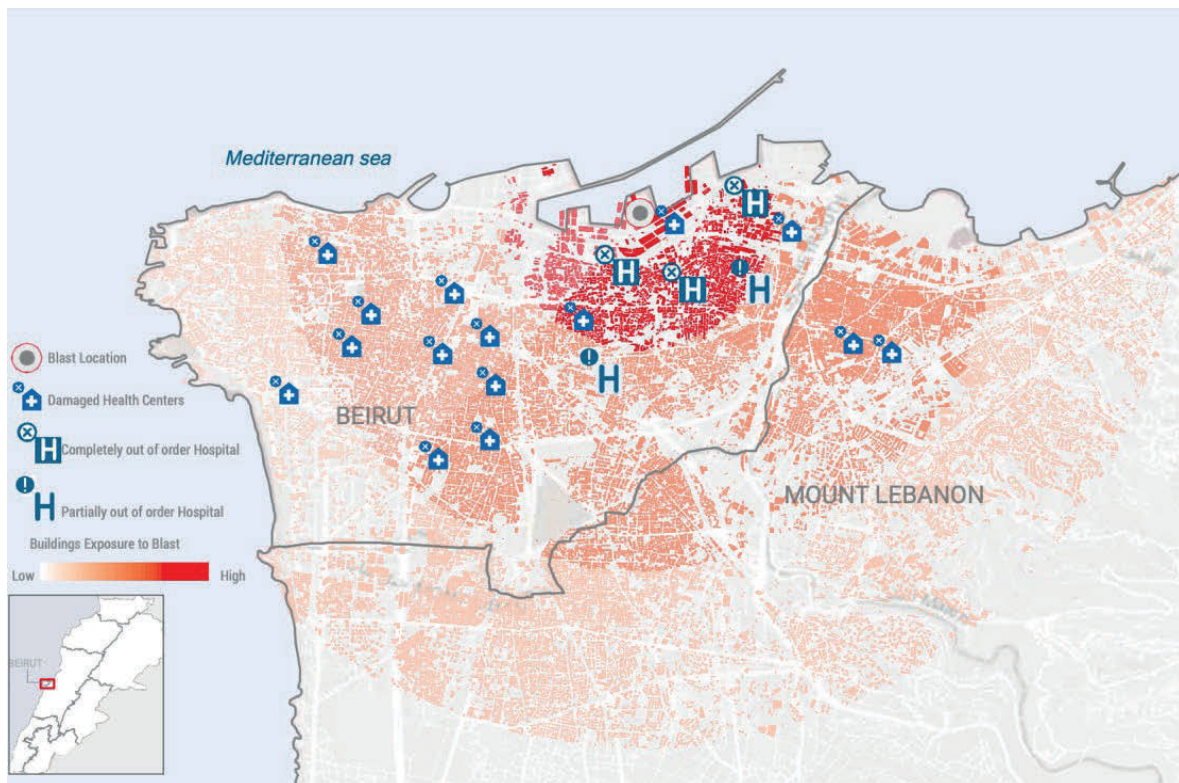 Mediterranean sea
BEIRUT
MOUNT LEBANON
Blast Location
Damaged Health Centers
Completely out of order Hospital
Partially out of order Hospital
Buildings Exposure to Blast
Low High
BEIRUT